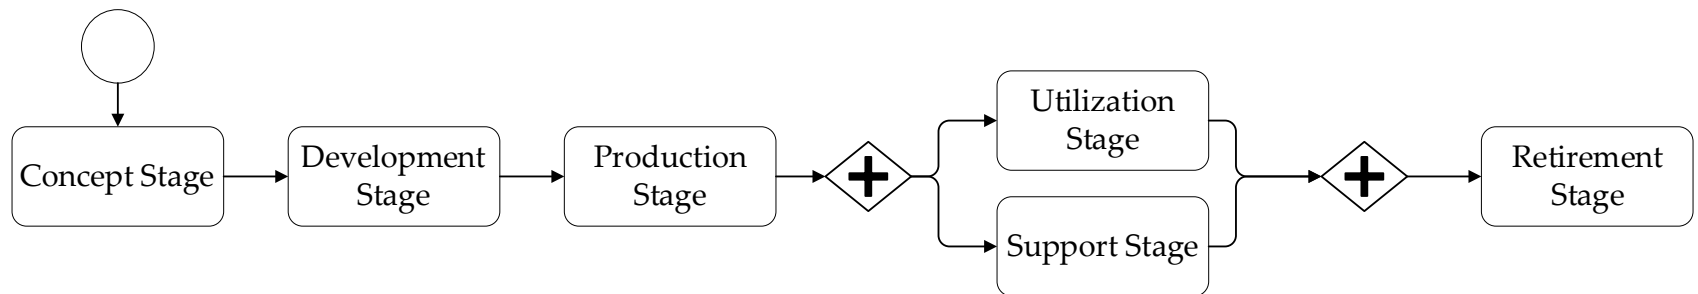 Concept Stage
Development
Stage
Production
Stage
Utilization
Stage
Support Stage
Retirement
Stage